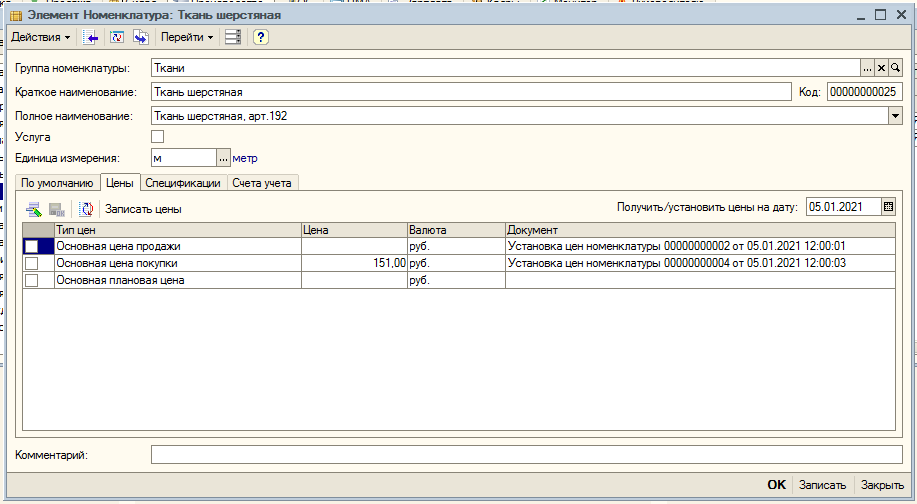 Элемент Номенклатура: Ткань шерстяная
Действия Перейти ?
Группа номенклатуры: Ткани ...
Краткое наименование: Ткань шерстяная Код: 00000000025
Полное наименование: Ткань шерстяная, арт.192
Услуга
Единица измерения: м ... метр
По умолчанию Цены Спецификации Счета учета
Записать цены Получить/установить цены на дату: 05.01.2021
Тип цен Цена Валюта Документ
Основная цена продажи руб. Установка цен номенклатуры 00000000002 от 05.01.2021 12:00:01
Основная цена покупки 151,00 руб. Установка цен номенклатуры 00000000004 от 05.01.2021 12:00:03
Основная плановая цена руб.
Комментарий:
OK Записать Закрыть